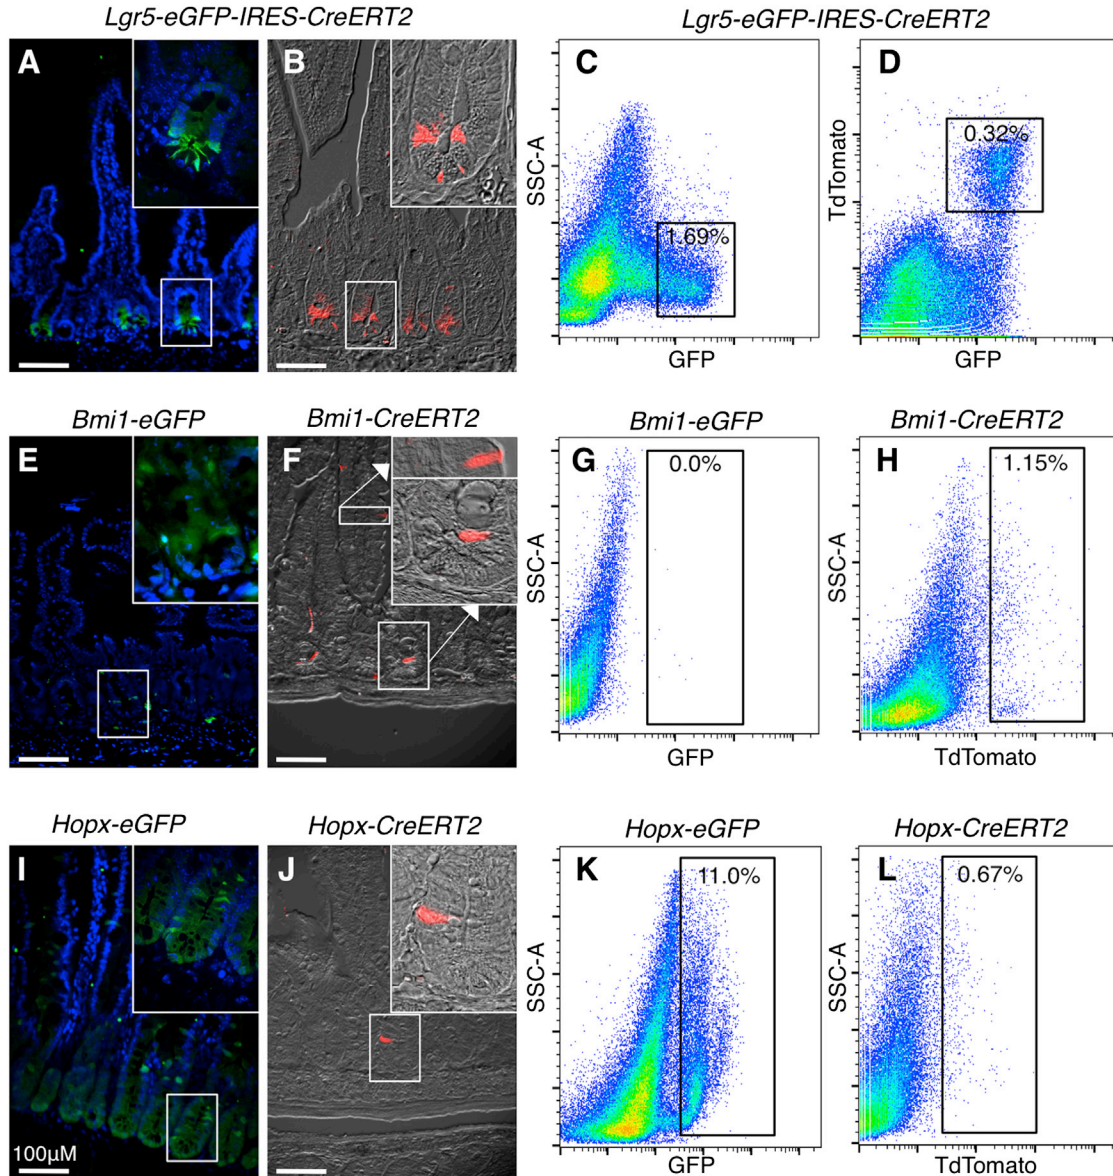 Lgr5-eGFP-IRES-CreERT2
Lgr5-eGFP-IRES-CreERT2
A
B
C
D
SSC-A
1.69%
GFP
TdTomato
0.32%
GFP
Bmi1-eGFP
Bmi1-CreERT2
Bmi1-eGFP
Bmi1-CreERT2
E
F
G
H
SSC-A
0.0%
GFP
SSC-A
1.15%
TdTomato
Hopx-eGFP
Hopx-CreERT2
Hopx-eGFP
Hopx-CreERT2
I
J
K
L
100µM
SSC-A
11.0%
GFP
SSC-A
0.67%
TdTomato